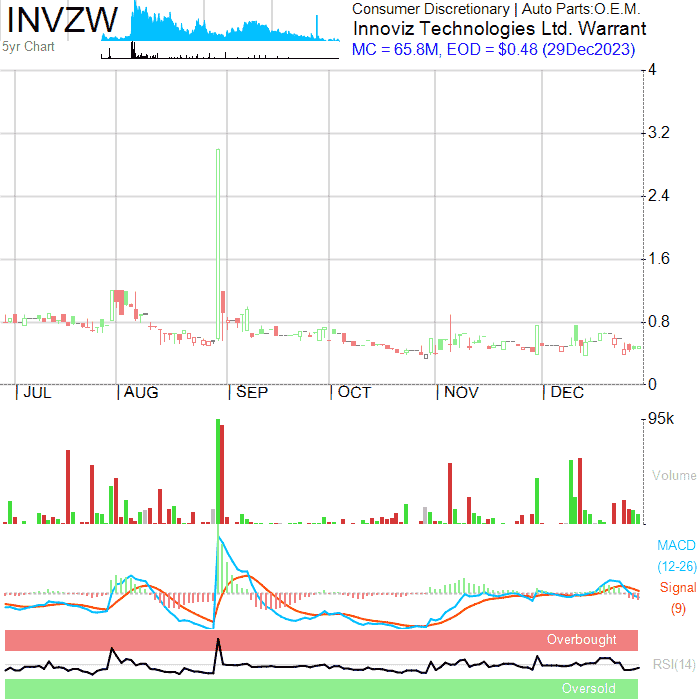 INVZW
Consumer Discretionary | Auto Parts:O.E.M.
Innoviz Technologies Ltd. Warrant
5yr Chart
MC = 65.8M, EOD = $0.48 (29Dec2023)
4
3.2
2.4
1.6
0.8
0
JUL AUG SEP OCT NOV DEC
95k
Volume
MACD
(12-26)
Signal
(9)
Overbought
RSI(14)
Oversold